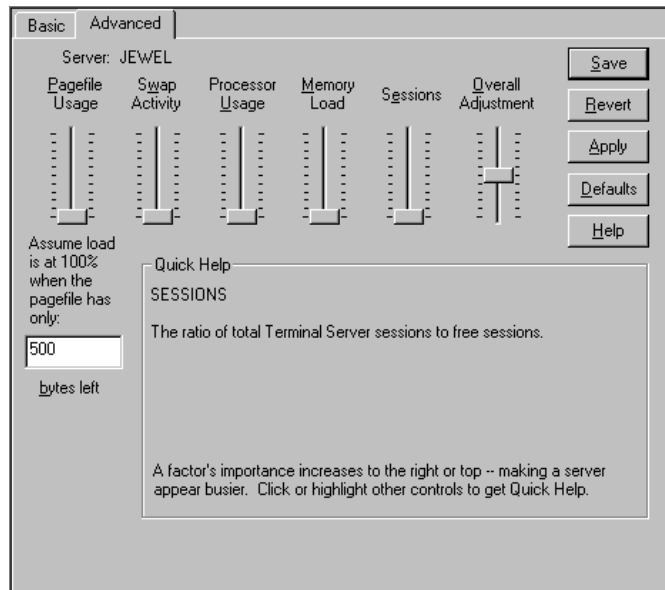 Basic
Advanced
Server: JEWEL
Pagefile
Usage
Swap
Activity
Processor
Usage
Memory
Load
Sessions
Overall
Adjustment
Save
Revert
Apply
Defaults
Help
Assume load
is at 100%
when the
pagefile has
only:
500
bytes left
Quick Help
SESSIONS
The ratio of total Terminal Server sessions to free sessions.
A factor's importance increases to the right or top -- making a server
appear busier. Click or highlight other controls to get Quick Help.